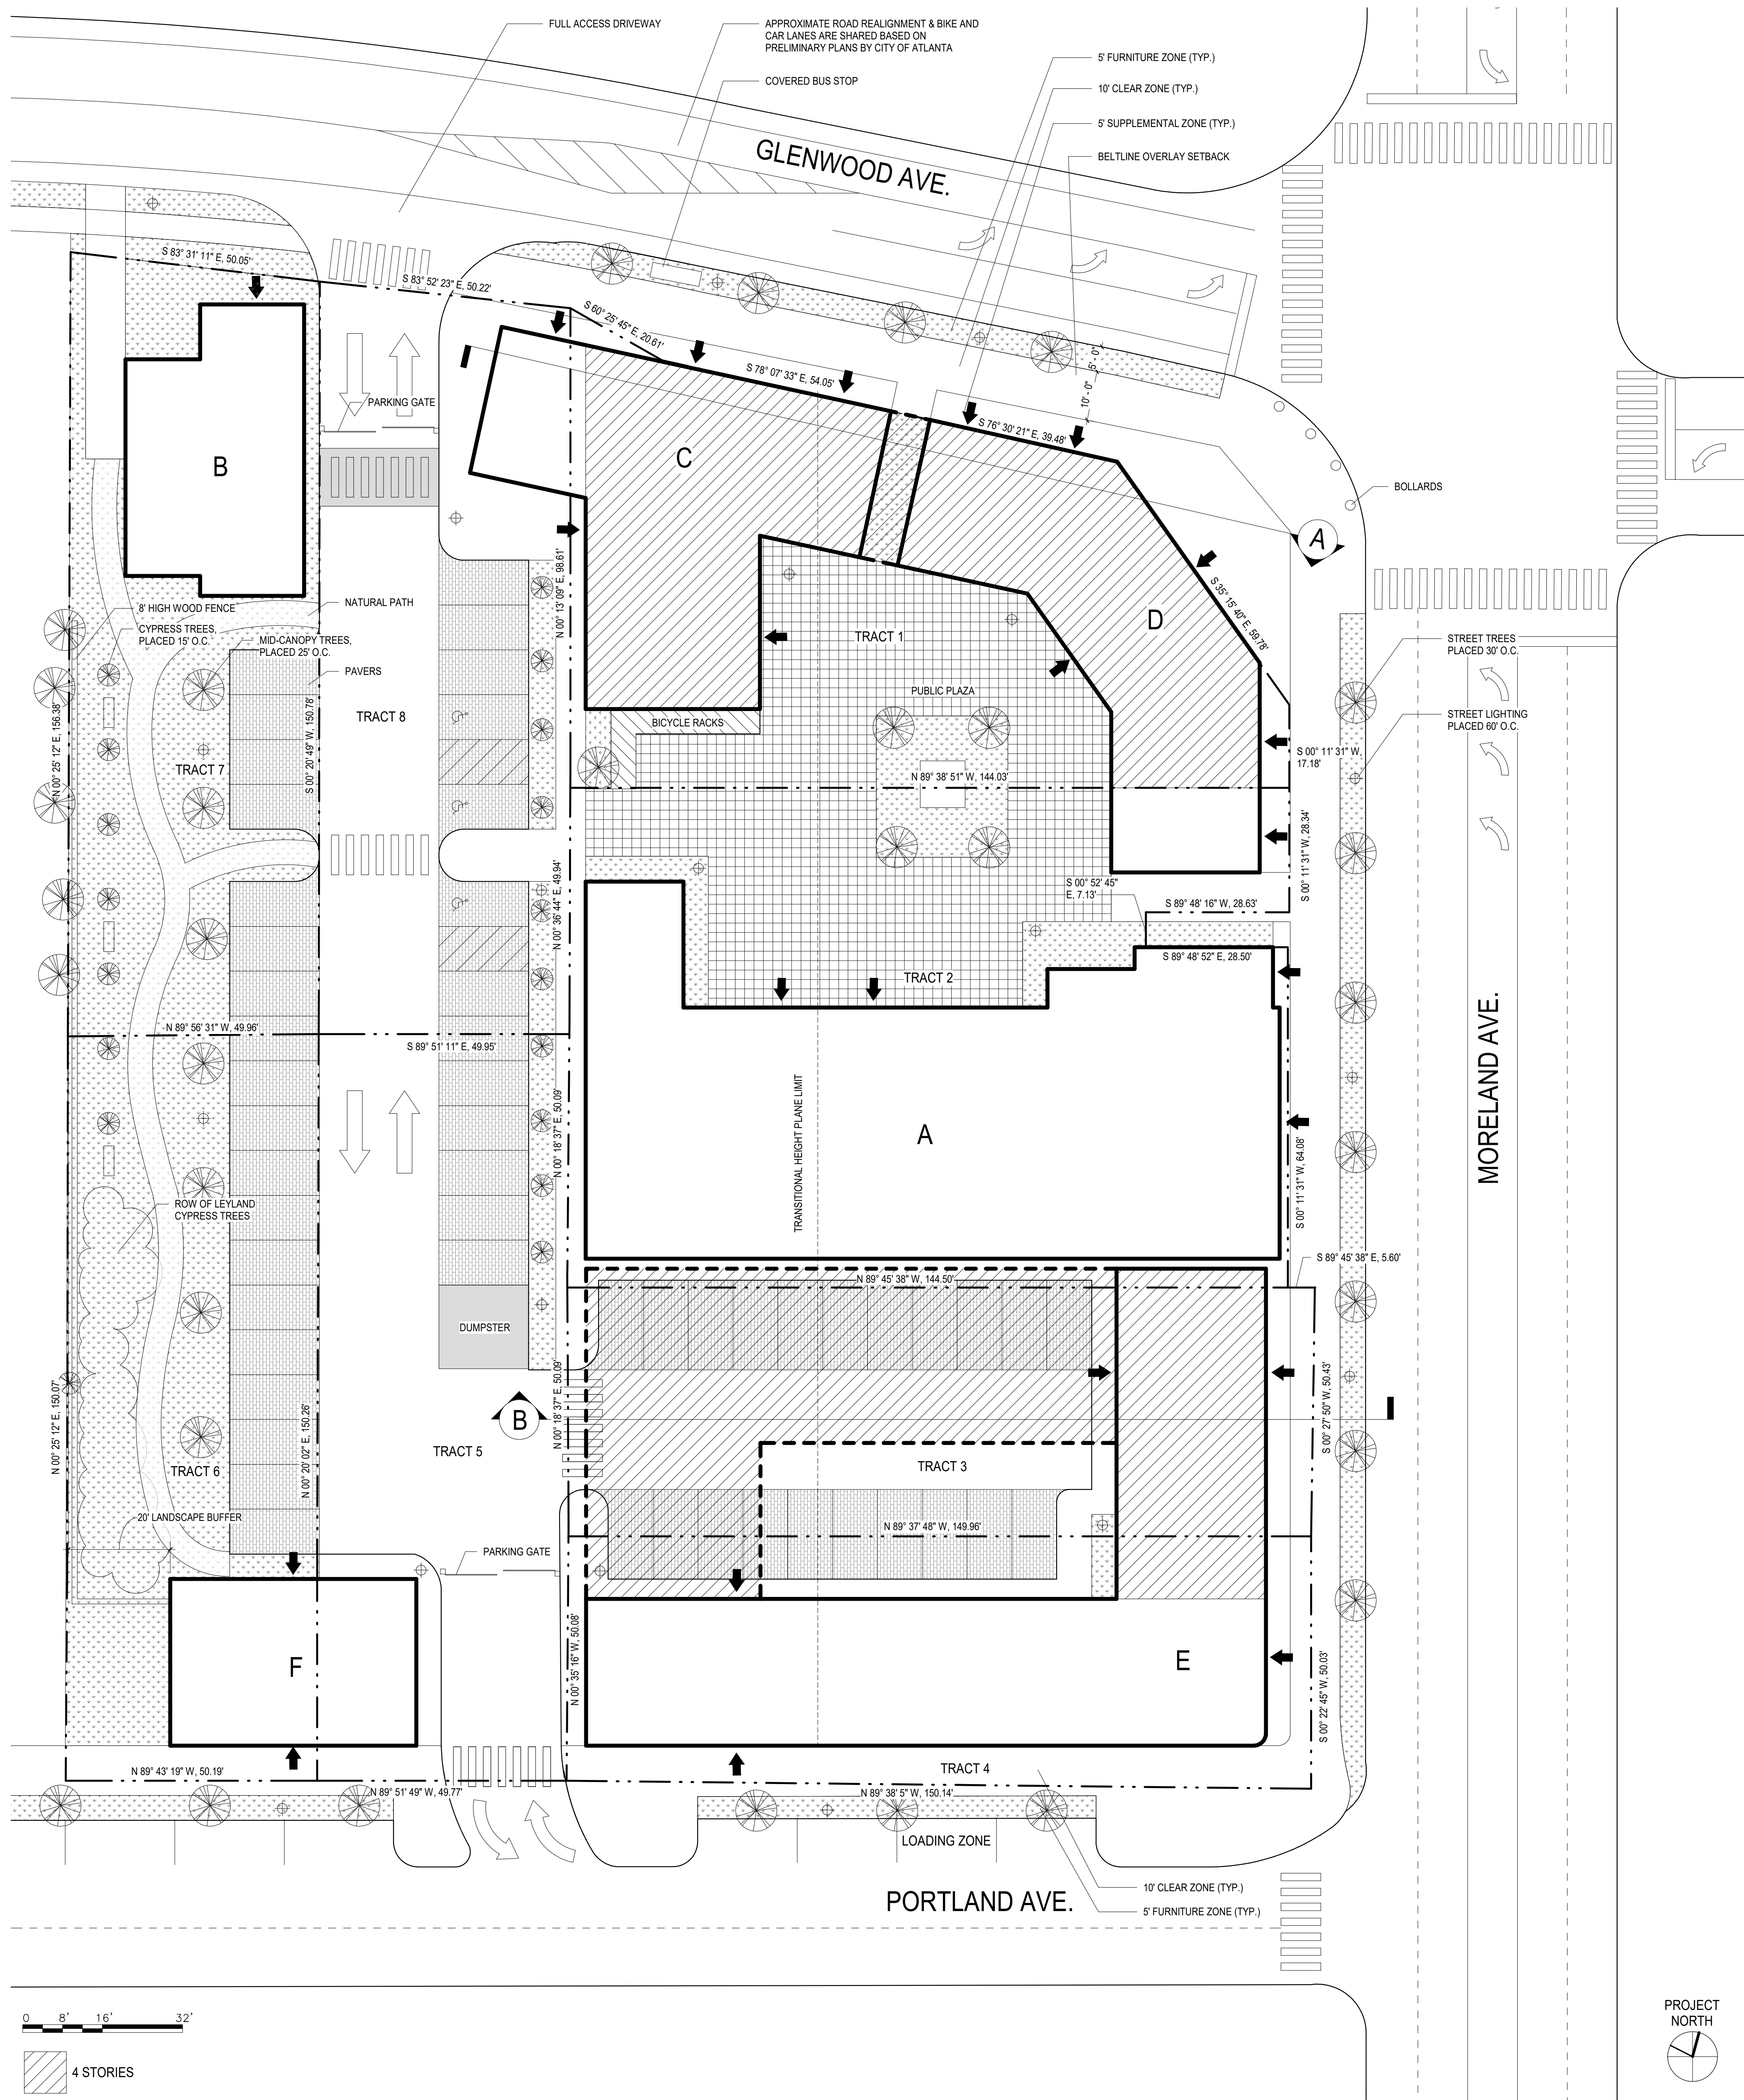 FULL ACCESS DRIVEWAY
APPROXIMATE ROAD REALIGNMENT & BIKE AND
CAR LANES ARE SHARED BASED ON
PRELIMINARY PLANS BY CITY OF ATLANTA
COVERED BUS STOP
5' FURNITURE ZONE (TYP.)
10' CLEAR ZONE (TYP.)
5' SUPPLEMENTAL ZONE (TYP.)
BELTLINE OVERLAY SETBACK
GLENWOOD AVE.
S 83° 31' 11" E, 50.05'
S 83° 52' 23" E, 50.22'
S 60° 25' 45" E, 20.61'
S 78° 07' 33" E, 54.05'
10' - 0"
5' - 0"
S 76° 30' 21" E, 39.48'
PARKING GATE
B
C
BOLLARDS
A
N 00° 13' 09" E, 98.61'
S 35° 15' 40" E, 59.78'
8' HIGH WOOD FENCE
NATURAL PATH
CYPRESS TREES,
PLACED 15' O.C.
MID-CANOPY TREES,
PLACED 25' O.C.
PAVERS
TRACT 1
D
STREET TREES
PLACED 30' O.C.
N 00° 25' 12" E, 156.38'
S 00° 20' 49" W, 150.78'
TRACT 8
PUBLIC PLAZA
BICYCLE RACKS
STREET LIGHTING
PLACED 60' O.C.
S 00° 11' 31" W,
17.18'
TRACT 7
N 89° 38' 51" W, 144.03'
S 00° 11' 31" W, 28.34'
N 00° 36' 44" E, 49.94'
S 00° 52' 45"
E, 7.13'
S 89° 48' 16" W, 28.63'
S 89° 48' 52" E, 28.50'
TRACT 2
N 89° 56' 31" W, 49.96'
S 89° 51' 11" E, 49.95'
N 00° 18' 37" E, 50.09'
TRANSITIONAL HEIGHT PLANE LIMIT
A
MORELAND AVE.
S 00° 11' 31" W, 64.08'
ROW OF LEYLAND
CYPRESS TREES
S 89° 45' 38" E, 5.60'
N 89° 45' 38" W, 144.50'
DUMPSTER
N 00° 18' 37" E, 50.09'
S 00° 27' 50" W, 50.43'
N 00° 25' 12" E, 150.07'
N 00° 20' 02" E, 150.26'
B
TRACT 5
TRACT 3
TRACT 6
20' LANDSCAPE BUFFER
N 89° 37' 48" W, 149.96'
PARKING GATE
N 00° 35' 16" W, 50.08'
F
E
S 00° 22' 45" W, 50.03'
N 89° 43' 19" W, 50.19'
N 89° 51' 49" W, 49.77'
TRACT 4
N 89° 38' 5" W, 150.14'
LOADING ZONE
10' CLEAR ZONE (TYP.)
5' FURNITURE ZONE (TYP.)
PORTLAND AVE.
0 8' 16' 32'
4 STORIES
PROJECT
NORTH